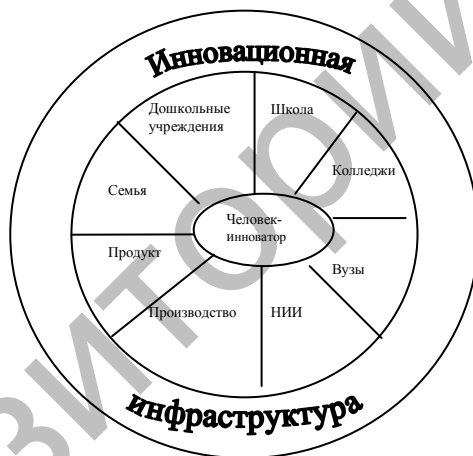 Инновационная
Дошкольные
учреждения
Школа
Колледжи
Семья
Человек-
инноватор
Продукт
Вузы
Производство
НИИ
инфраструктура